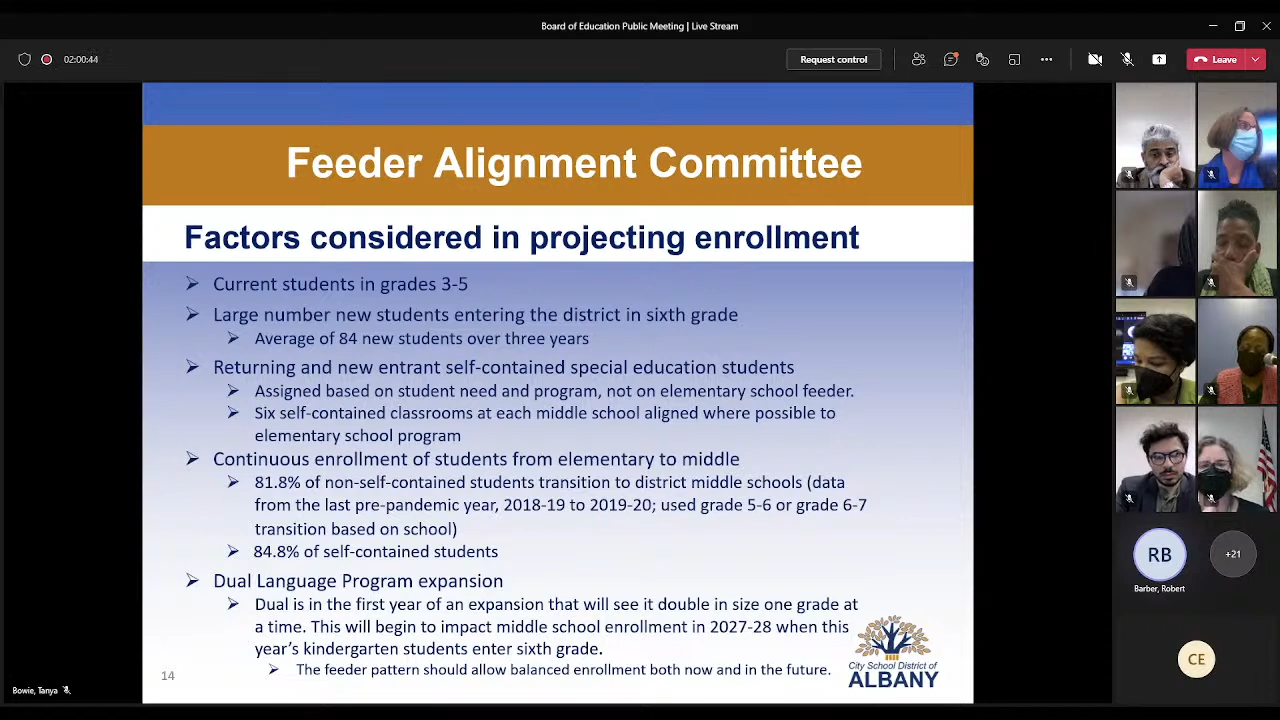 Board of Education Public Meeting | Live Stream
02:00:44
Request control
Leave
Feeder Alignment Committee
Factors considered in projecting enrollment
Current students in grades 3-5
Large number new students entering the district in sixth grade
Average of 84 new students over three years
Returning and new entrant self-contained special education students
Assigned based on student need and program, not on elementary school feeder.
Six self-contained classrooms at each middle school aligned where possible to
elementary school program
Continuous enrollment of students from elementary to middle
81.8% of non-self-contained students transition to district middle schools (data
from the last pre-pandemic year, 2018-19 to 2019-20; used grade 5-6 or grade 6-7
transition based on school)
84.8% of self-contained students
Dual Language Program expansion
Dual is in the first year of an expansion that will see it double in size one grade at
a time. This will begin to impact middle school enrollment in 2027-28 when this
year's kindergarten students enter sixth grade.
The feeder pattern should allow balanced enrollment both now and in the future.
14
City School District of
ALBANY
RB
+21
Barber, Robert
CE
Bowie, Tanya